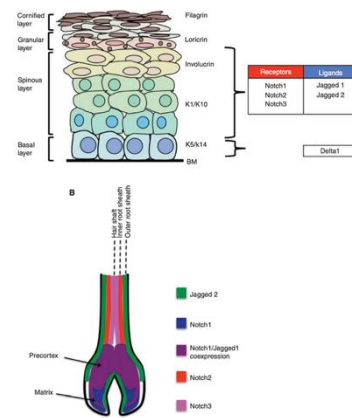 Cornified
layer
Filagrin
Granular
layer
Loricrin
Involucrin
Spinous
layer
K1/K10
Basal
layer
K5/k14
BM
Receptors
Ligands
Notch1
Jagged 1
Notch2
Jagged 2
Notch3
Delta1
B
Hair shaft
Inner root sheath
Outer root sheath
Jagged 2
Notch1
Notch1/Jagged1
coexpression
Notch2
Notch3
Precortex
Matrix